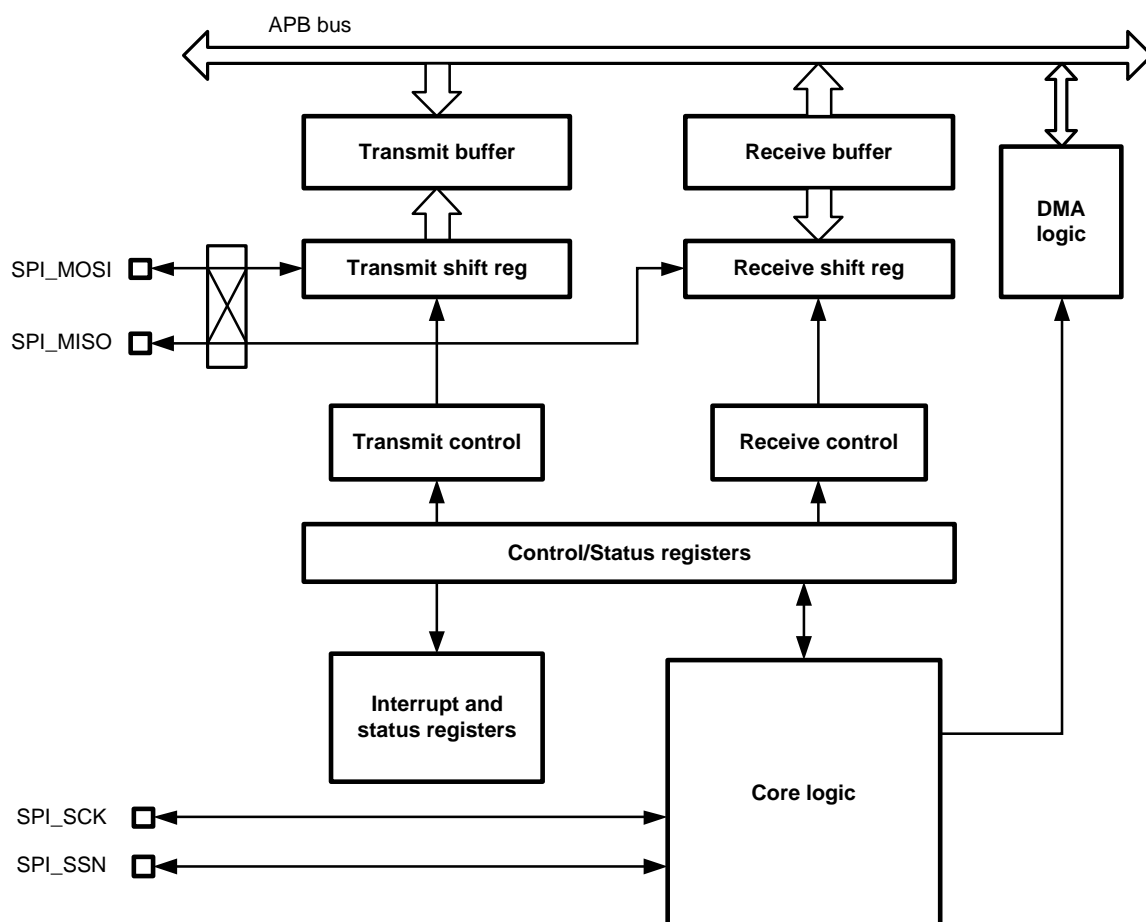 APB bus
Transmit buffer
Receive buffer
DMA
logic
SPI_MOSI
Transmit shift reg
Receive shift reg
SPI_MISO
Transmit control
Receive control
Control/Status registers
Interrupt and
status registers
Core logic
SPI_SCK
SPI_SSN